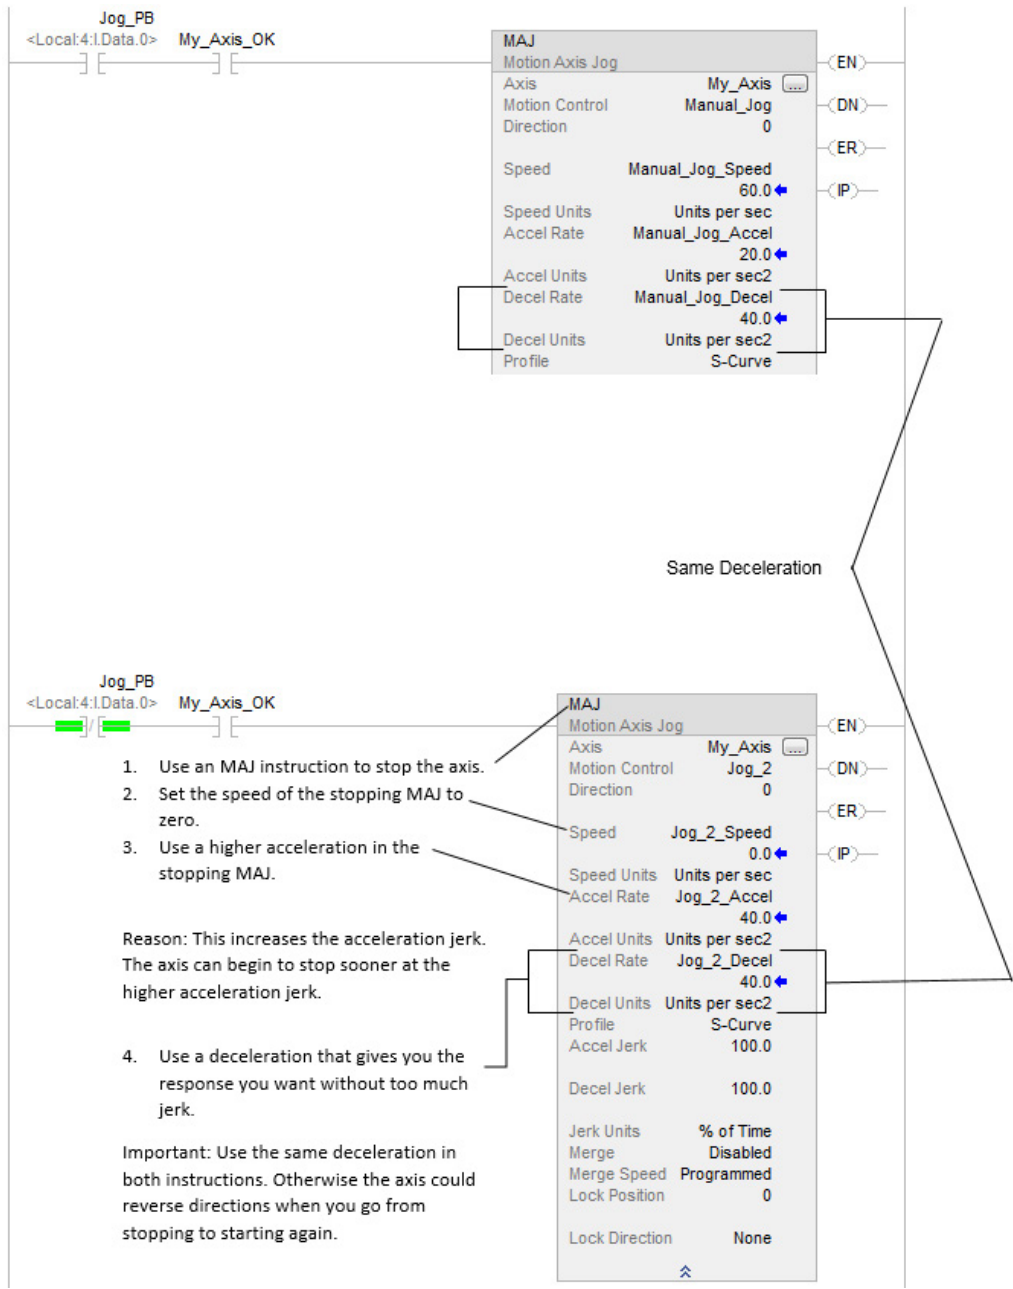 Jog_PB
<Local:4:I.Data.0> My_Axis_OK
MAJ
Motion Axis Jog
Axis My_Axis ...
Motion Control Manual_Jog
Direction 0
Speed Manual_Jog_Speed
60.0
Speed Units Units per sec
Accel Rate Manual_Jog_Accel
20.0
Accel Units Units per sec2
Decel Rate Manual_Jog_Decel
40.0
Decel Units Units per sec2
Profile S-Curve
EN
DN
ER
IP
Same Deceleration
Jog_PB
<Local:4:I.Data.0> My_Axis_OK
1. Use an MAJ instruction to stop the axis.
2. Set the speed of the stopping MAJ to
zero.
3. Use a higher acceleration in the
stopping MAJ.
Reason: This increases the acceleration jerk.
The axis can begin to stop sooner at the
higher acceleration jerk.
4. Use a deceleration that gives you the
response you want without too much
jerk.
Important: Use the same deceleration in
both instructions. Otherwise the axis could
reverse directions when you go from
stopping to starting again.
MAJ
Motion Axis Jog
Axis My_Axis ...
Motion Control Jog_2
Direction 0
Speed Jog_2_Speed
0.0
Speed Units Units per sec
Accel Rate Jog_2_Accel
40.0
Accel Units Units per sec2
Decel Rate Jog_2_Decel
40.0
Decel Units Units per sec2
Profile S-Curve
Accel Jerk 100.0
Decel Jerk 100.0
Jerk Units % of Time
Merge Disabled
Merge Speed Programmed
Lock Position 0
Lock Direction None
EN
DN
ER
IP